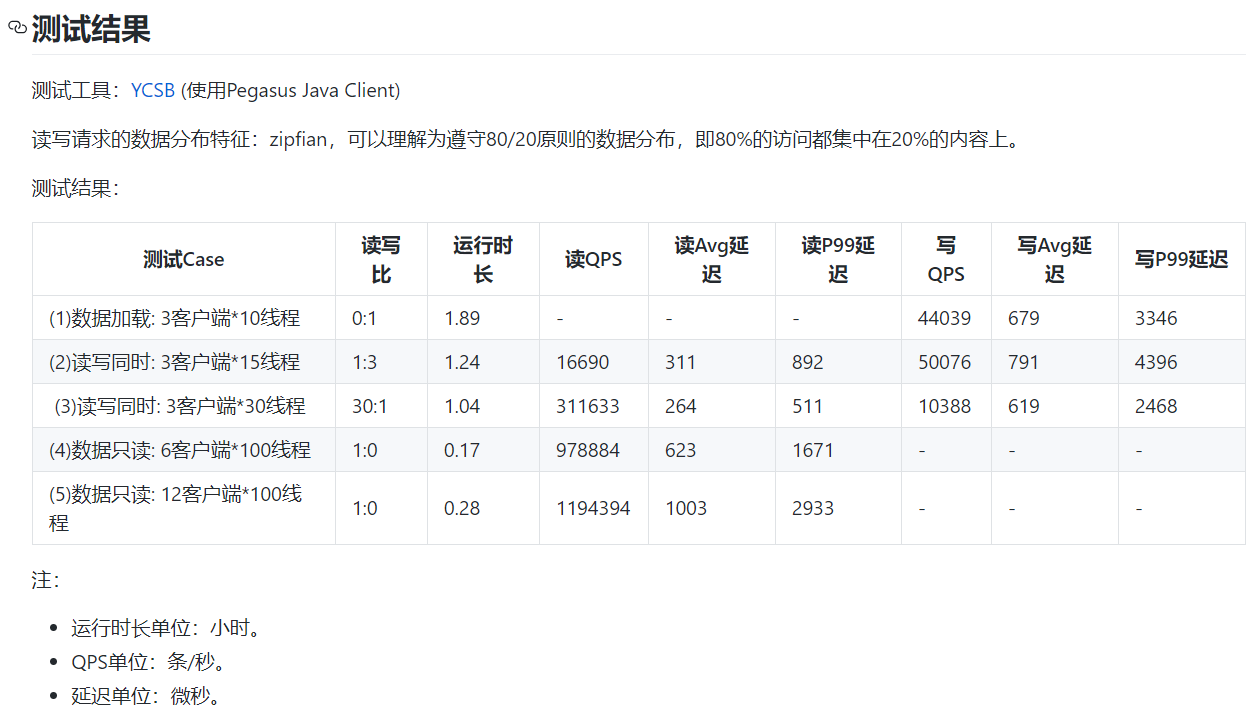 测试结果
测试工具：YCSB (使用Pegasus Java Client)
读写请求的数据分布特征：zipfian，可以理解为遵守80/20原则的数据分布，即80%的访问都集中在20%的内容上。
测试结果：
测试Case 读写比 运行时长 读QPS 读Avg延迟 读P99延迟 写QPS 写Avg延迟 写P99延迟
(1)数据加载: 3客户端*10线程 0:1 1.89 - - - 44039 679 3346
(2)读写同时: 3客户端*15线程 1:3 1.24 16690 311 892 50076 791 4396
(3)读写同时: 3客户端*30线程 30:1 1.04 311633 264 511 10388 619 2468
(4)数据只读: 6客户端*100线程 1:0 0.17 978884 623 1671 - - -
(5)数据只读: 12客户端*100线程 1:0 0.28 1194394 1003 2933 - - -
注：
• 运行时长单位：小时。
• QPS单位：条/秒。
• 延迟单位：微秒。